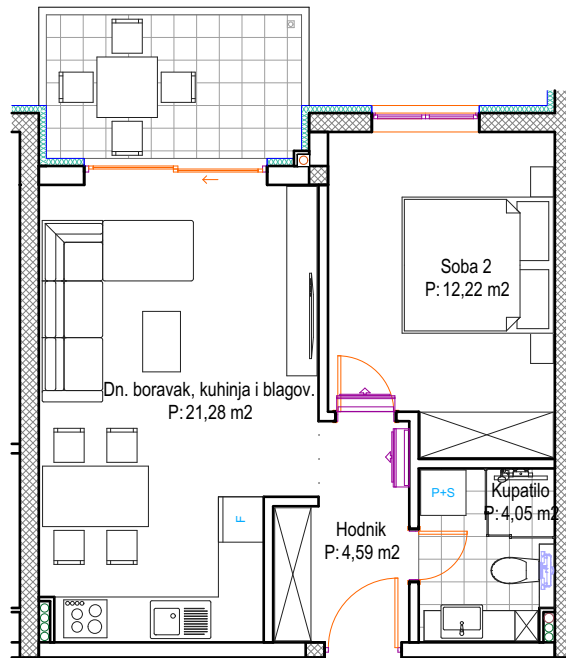 Soba 2
P: 12,22 m2
Dn. boravak, kuhinja i blagov.
P: 21,28 m2
P+S
Kupatilo
P: 4,05 m2
F
Hodnik
P: 4,59 m2